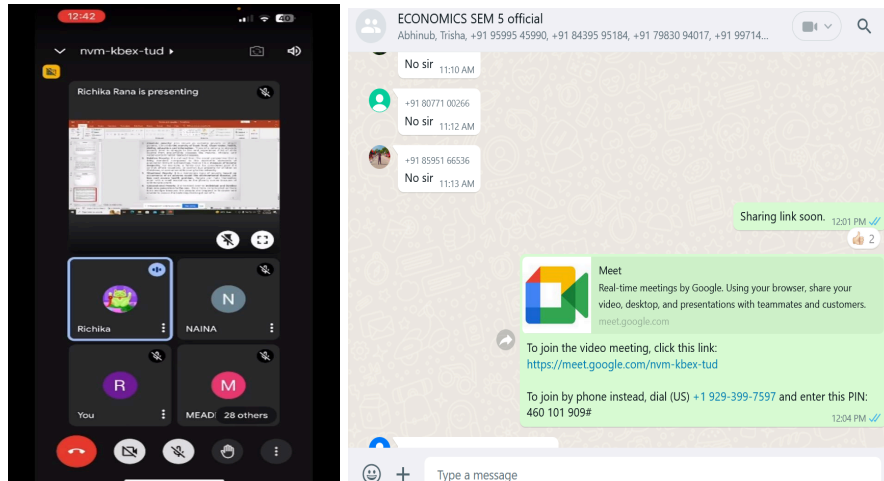 12:42
40
nvm-kbex-tud
Richika Rana is presenting
Richika
N
NAINA
R
You
M
MEAD
28 others
ECONOMICS SEM 5 official
Abhinub, Trisha, +91 95995 45990, +91 84395 95184, +91 79830 94017, +91 99714...
No sir 11:10 AM
+91 80771 00266
No sir 11:12 AM
+91 85951 66536
No sir 11:13 AM
Sharing link soon. 12:01 PM
2
Meet
Real-time meetings by Google. Using your browser, share your
video, desktop, and presentations with teammates and customers.
meet.google.com
To join the video meeting, click this link:
https://meet.google.com/nvm-kbex-tud
To join by phone instead, dial (US) +1 929-399-7597 and enter this PIN:
460 101 909#
12:04 PM
Type a message